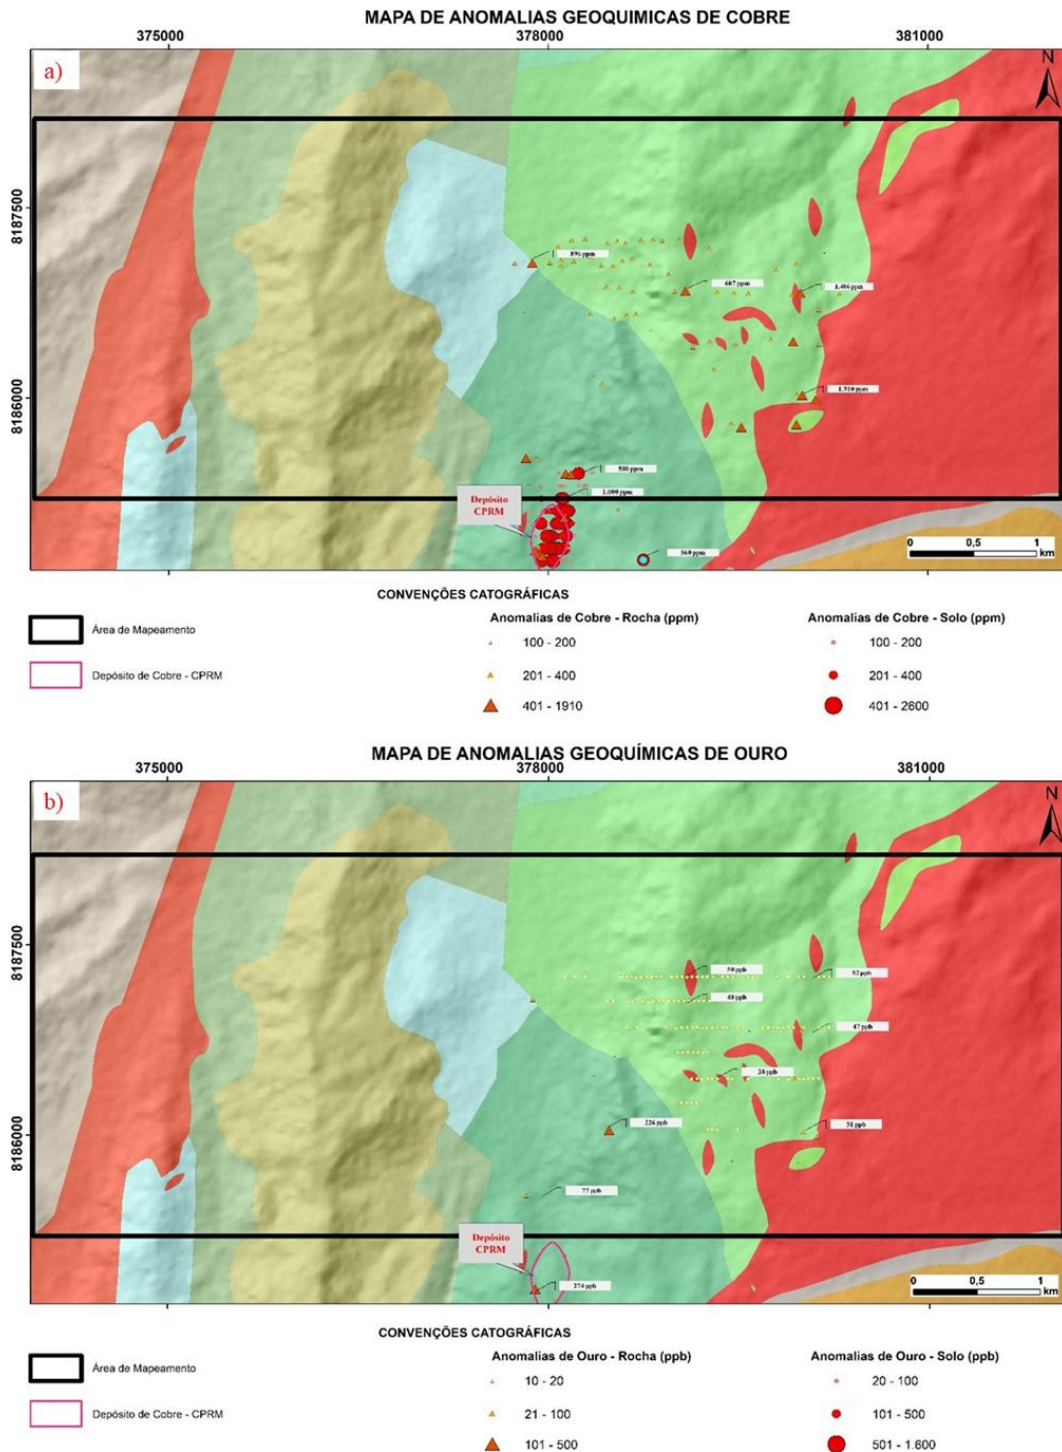 MAPA DE ANOMALIAS GEOQUIMICAS DE COBRE
375000 378000 381000
a)
N
8187500
896 ppm
607 ppm
1.406 ppm
8186000
1.910 ppm
500 ppm
1.000 ppm
Depósito
CPRM
560 ppm
0 0,5 1
km
CONVENÇÕES CATOGRÁFICAS
Área de Mapeamento
Depósito de Cobre - CPRM
Anomalias de Cobre - Rocha (ppm)
100 - 200
201 - 400
401 - 1910
Anomalias de Cobre - Solo (ppm)
100 - 200
201 - 400
401 - 2600
MAPA DE ANOMALIAS GEOQUÍMICAS DE OURO
375000 378000 381000
b)
N
8187500
50 ppb
52 ppb
48 ppb
47 ppb
28 ppb
8186000
226 ppb
51 ppb
77 ppb
Depósito
CPRM
274 ppb
0 0,5 1
km
CONVENÇÕES CATOGRÁFICAS
Área de Mapeamento
Depósito de Cobre - CPRM
Anomalias de Ouro - Rocha (ppb)
10 - 20
21 - 100
101 - 500
Anomalias de Ouro - Solo (ppb)
20 - 100
101 - 500
501 - 1.600